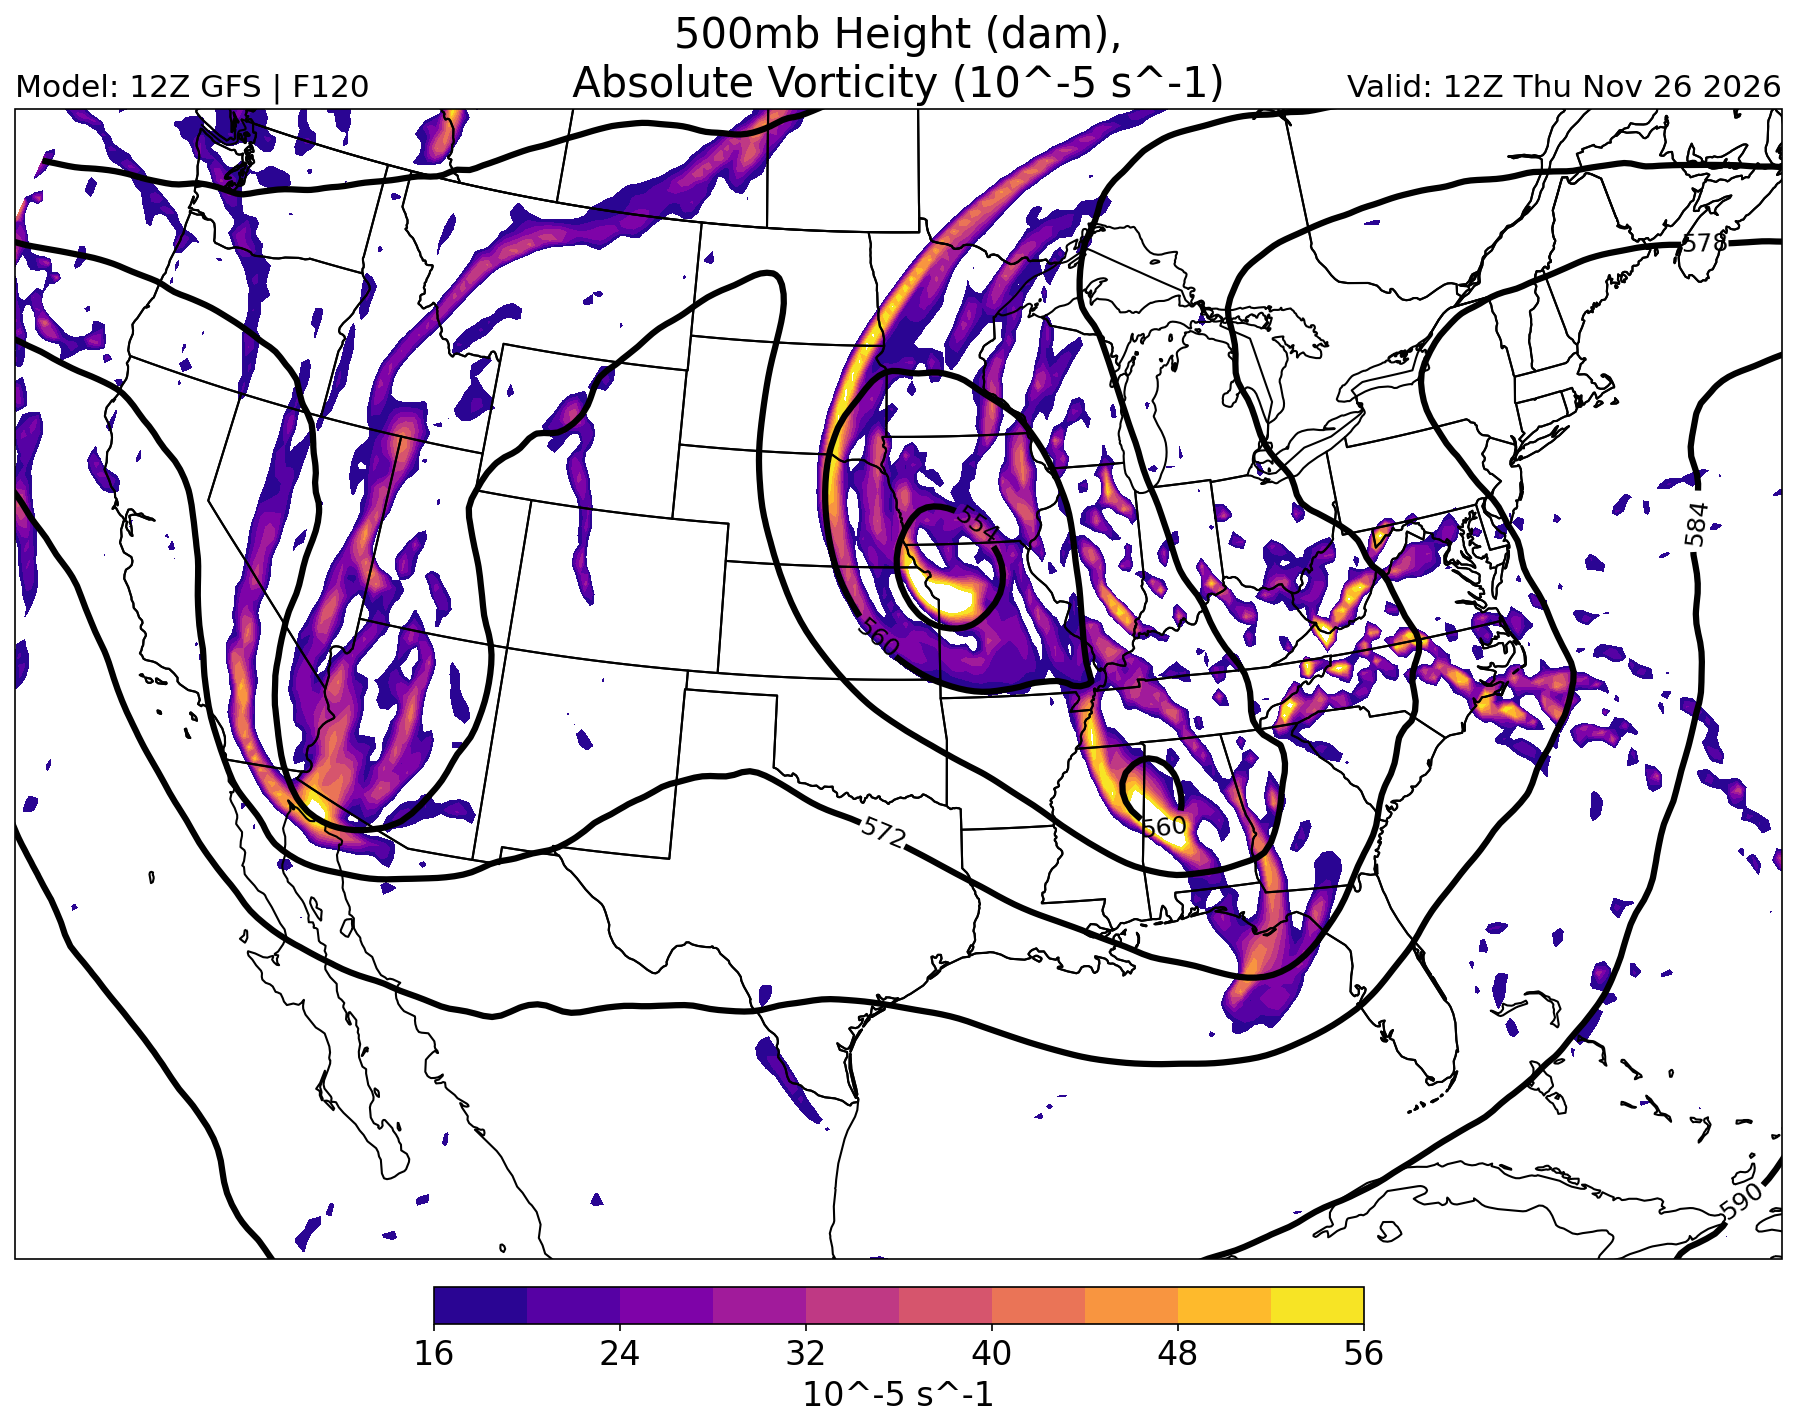 500mb Height (dam),
Model: 12Z GFS | F120
Absolute Vorticity (10^-5 s^-1)
Valid: 12Z Thu Nov 26 2026
578
554
584
560
560
572
590
16
24
32
40
48
56
10^-5 s^-1